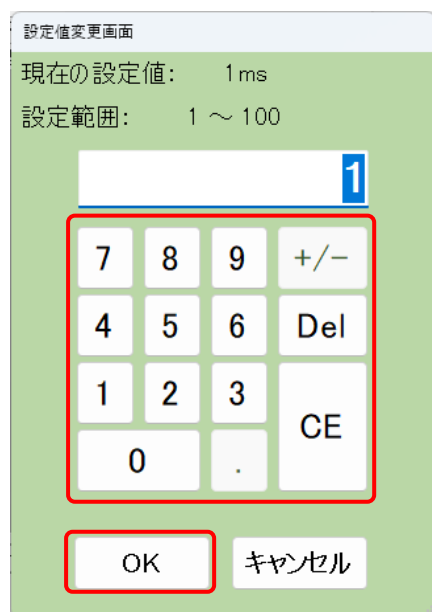 設定値変更画面
現在の設定値: 1ms
設定範囲: 1 ～ 100
1
7 8 9 +/-
4 5 6 Del
1 2 3
CE
0 .
OK キャンセル